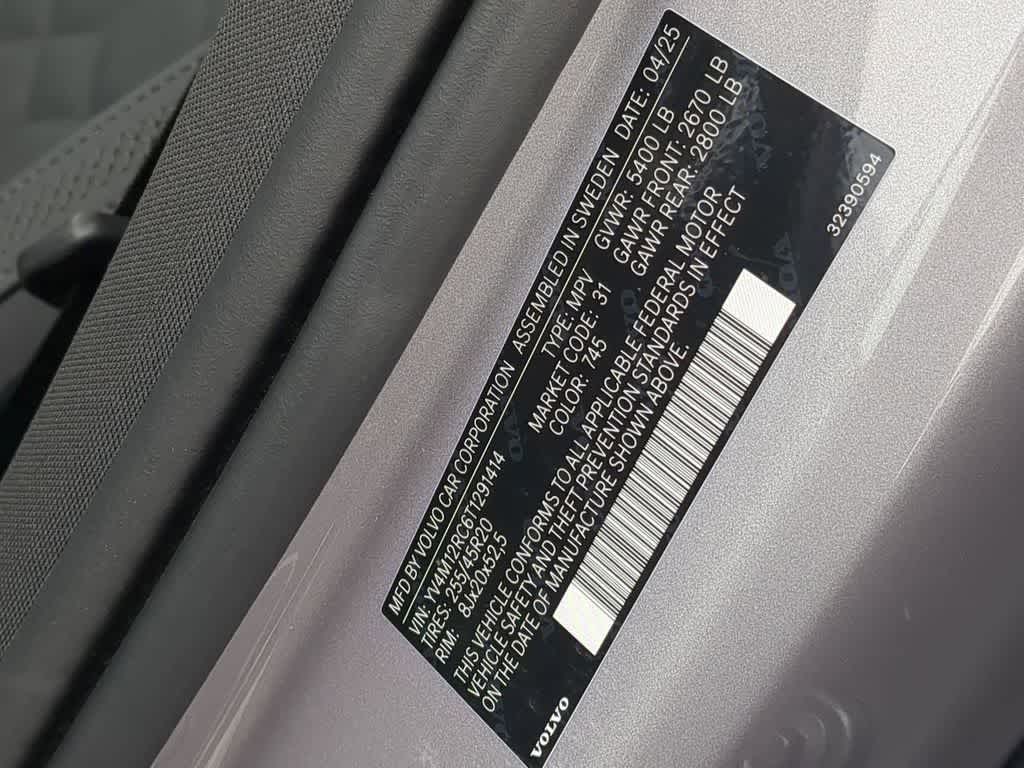 MFD BY VOLVO CAR CORPORATION ASSEMBLED IN SWEDEN DATE: 04/25
VIN: YV4M12RC6T1291414 TYPE: MPV GVWR: 5400 LB
TIRES: 235/45R20 MARKET CODE: 31 GAWR FRONT: 2670 LB
RIM: 8Jx20x52,5 COLOR: 745 GAWR REAR: 2800 LB
THIS VEHICLE CONFORMS TO ALL APPLICABLE FEDERAL MOTOR
VEHICLE SAFETY AND THEFT PREVENTION STANDARDS IN EFFECT
ON THE DATE OF MANUFACTURE SHOWN ABOVE
VOLVO 32390594